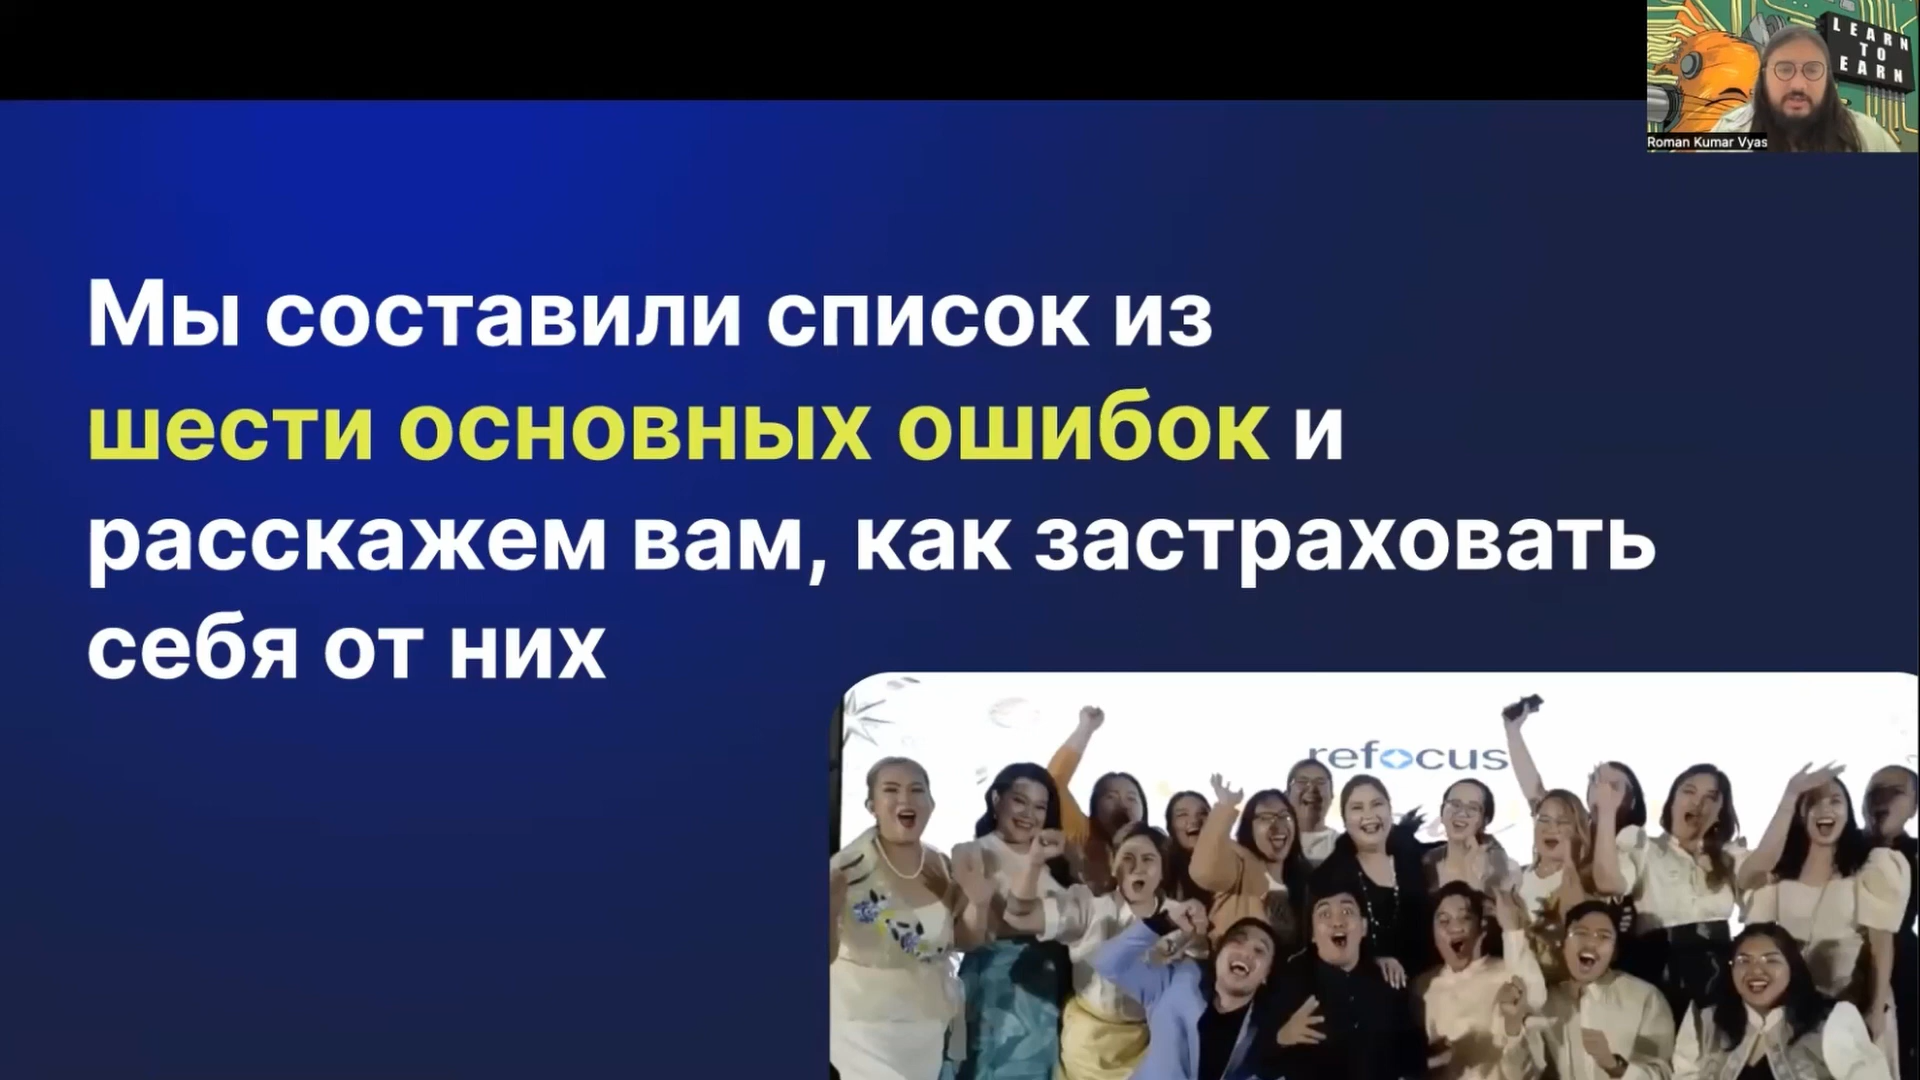 LEARN
TO
EARN
Roman Kumar Vyas
Мы составили список из
шести основных ошибок и
расскажем вам, как застраховать
себя от них
refocus